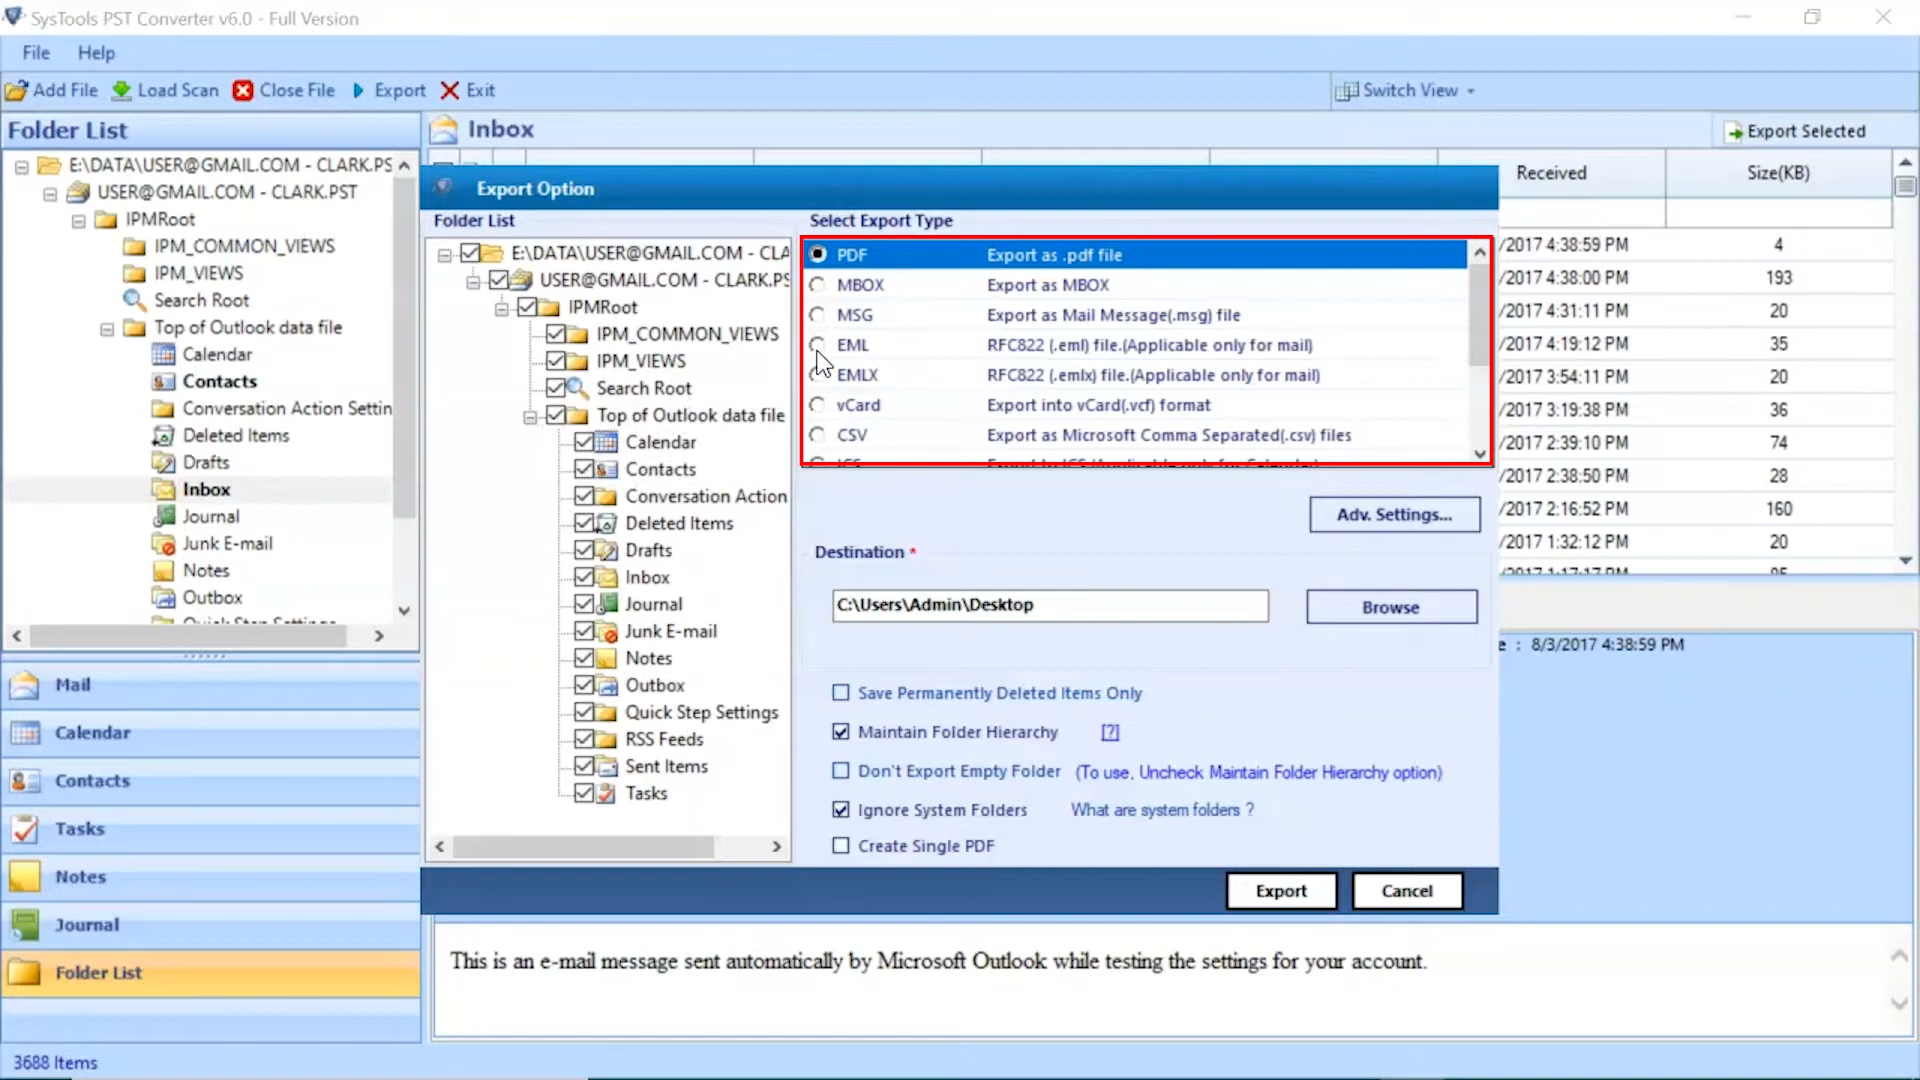 SysTools PST Converter v6.0 - Full Version
File Help
Add File Load Scan Close File Export Exit Switch View
Folder List
Inbox
Export Selected
E:\DATA\USER@GMAIL.COM - CLARK.PS
USER@GMAIL.COM - CLARK.PST
IPMRoot
IPM_COMMON_VIEWS
IPM_VIEWS
Search Root
Top of Outlook data file
Calendar
Contacts
Conversation Action Settin
Deleted Items
Drafts
Inbox
Journal
Junk E-mail
Notes
Outbox
Quick Step Settings
Mail
Calendar
Contacts
Tasks
Notes
Journal
Folder List
3688 Items
Export Option
Folder List
E:\DATA\USER@GMAIL.COM - CLA
USER@GMAIL.COM - CLARK.PS
IPMRoot
IPM_COMMON_VIEWS
IPM_VIEWS
Search Root
Top of Outlook data file
Calendar
Contacts
Conversation Action
Deleted Items
Drafts
Inbox
Journal
Junk E-mail
Notes
Outbox
Quick Step Settings
RSS Feeds
Sent Items
Tasks
Select Export Type
PDF Export as .pdf file
MBOX Export as MBOX
MSG Export as Mail Message(.msg) file
EML RFC822 (.eml) file.(Applicable only for mail)
EMLX RFC822 (.emlx) file.(Applicable only for mail)
vCard Export into vCard(.vcf) format
CSV Export as Microsoft Comma Separated(.csv) files
Adv. Settings...
Destination *
C:\Users\Admin\Desktop
Browse
Save Permanently Deleted Items Only
Maintain Folder Hierarchy [?]
Don't Export Empty Folder (To use, Uncheck Maintain Folder Hierarchy option)
Ignore System Folders What are system folders ?
Create Single PDF
Export Cancel
Received Size(KB)
/2017 4:38:59 PM 4
/2017 4:38:00 PM 193
/2017 4:31:11 PM 20
/2017 4:19:12 PM 35
/2017 3:54:11 PM 20
/2017 3:19:38 PM 36
/2017 2:39:10 PM 74
/2017 2:38:50 PM 28
/2017 2:16:52 PM 160
/2017 1:32:12 PM 20
e : 8/3/2017 4:38:59 PM
This is an e-mail message sent automatically by Microsoft Outlook while testing the settings for your account.